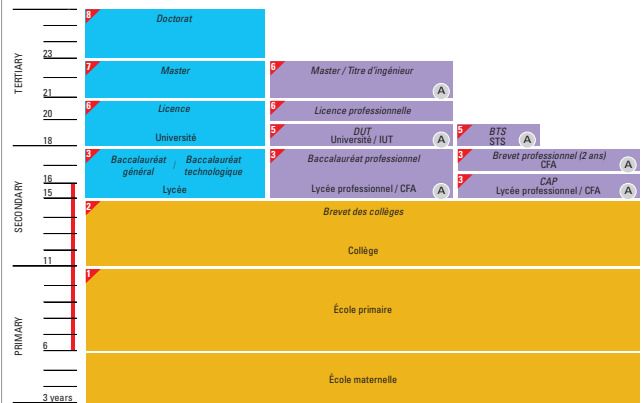 TERTIARY
SECONDARY
PRIMARY
23
21
20
18
16
15
11
6
3 years
8
Doctorat
7
Master
6
Master / Titre d'ingénieur
A
6
Licence
Université
6
Licence professionnelle
5
DUT
Université / IUT
A
5
BTS
STS
A
3
Baccalauréat général / Baccalauréat technologique
Lycée
3
Baccalauréat professionnel
Lycée professionnel / CFA
A
3
Brevet professionnel (2 ans)
CFA
A
3
CAP
Lycée professionnel / CFA
A
2
Brevet des collèges
Collège
1
École primaire
École maternelle